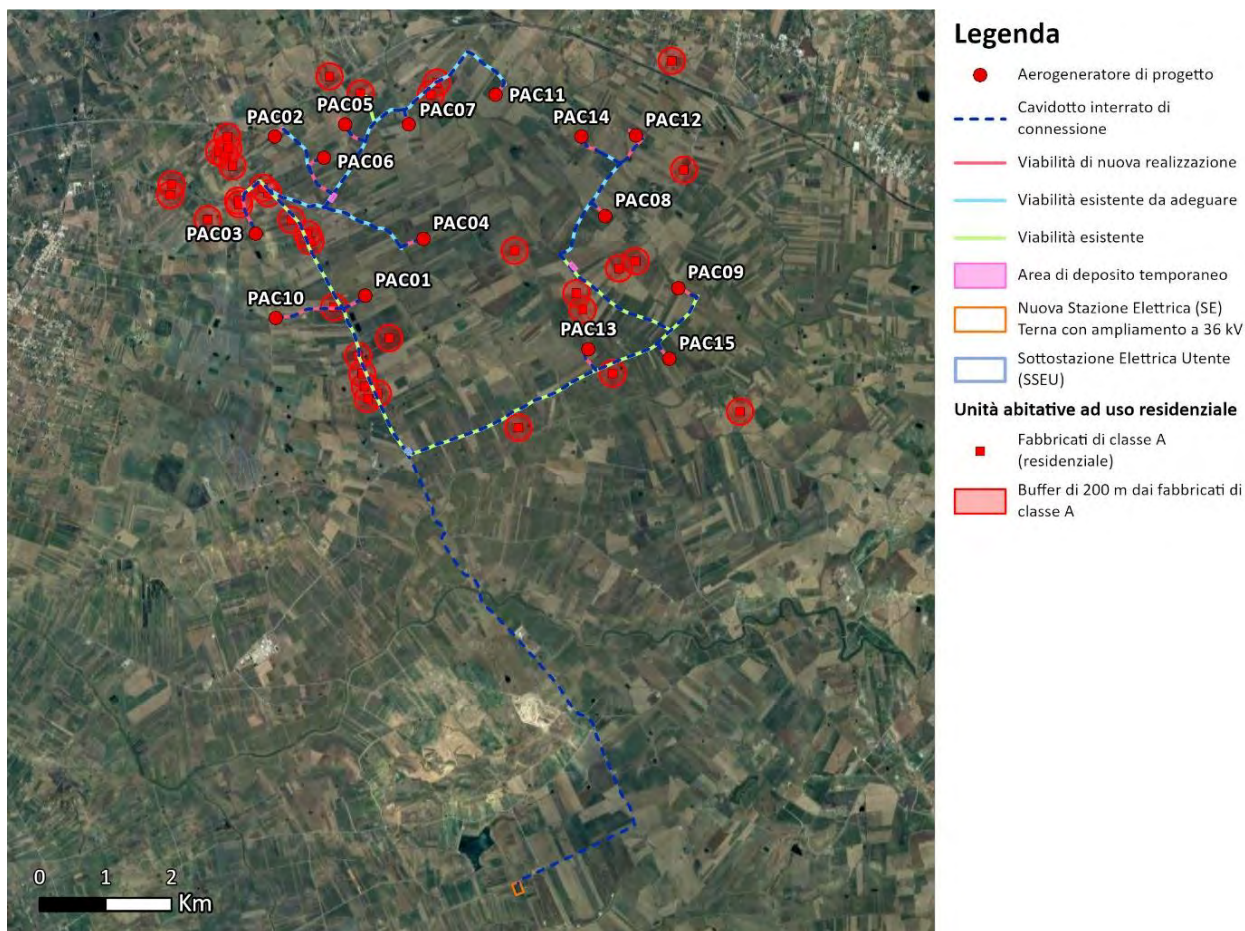 PAC11
PAC05
PAC02
PAC07
PAC14
PAC12
PAC06
PAC08
PAC03
PAC04
PAC01
PAC09
PAC10
PAC13
PAC15
0 1 2
Km
Legenda
Aerogeneratore di progetto
Cavidotto interrato di
connessione
Viabilità di nuova realizzazione
Viabilità esistente da adeguare
Viabilità esistente
Area di deposito temporaneo
Nuova Stazione Elettrica (SE)
Terna con ampliamento a 36 kV
Sottostazione Elettrica Utente
(SSEU)
Unità abitative ad uso residenziale
Fabbricati di classe A
(residenziale)
Buffer di 200 m dai fabbricati di
classe A